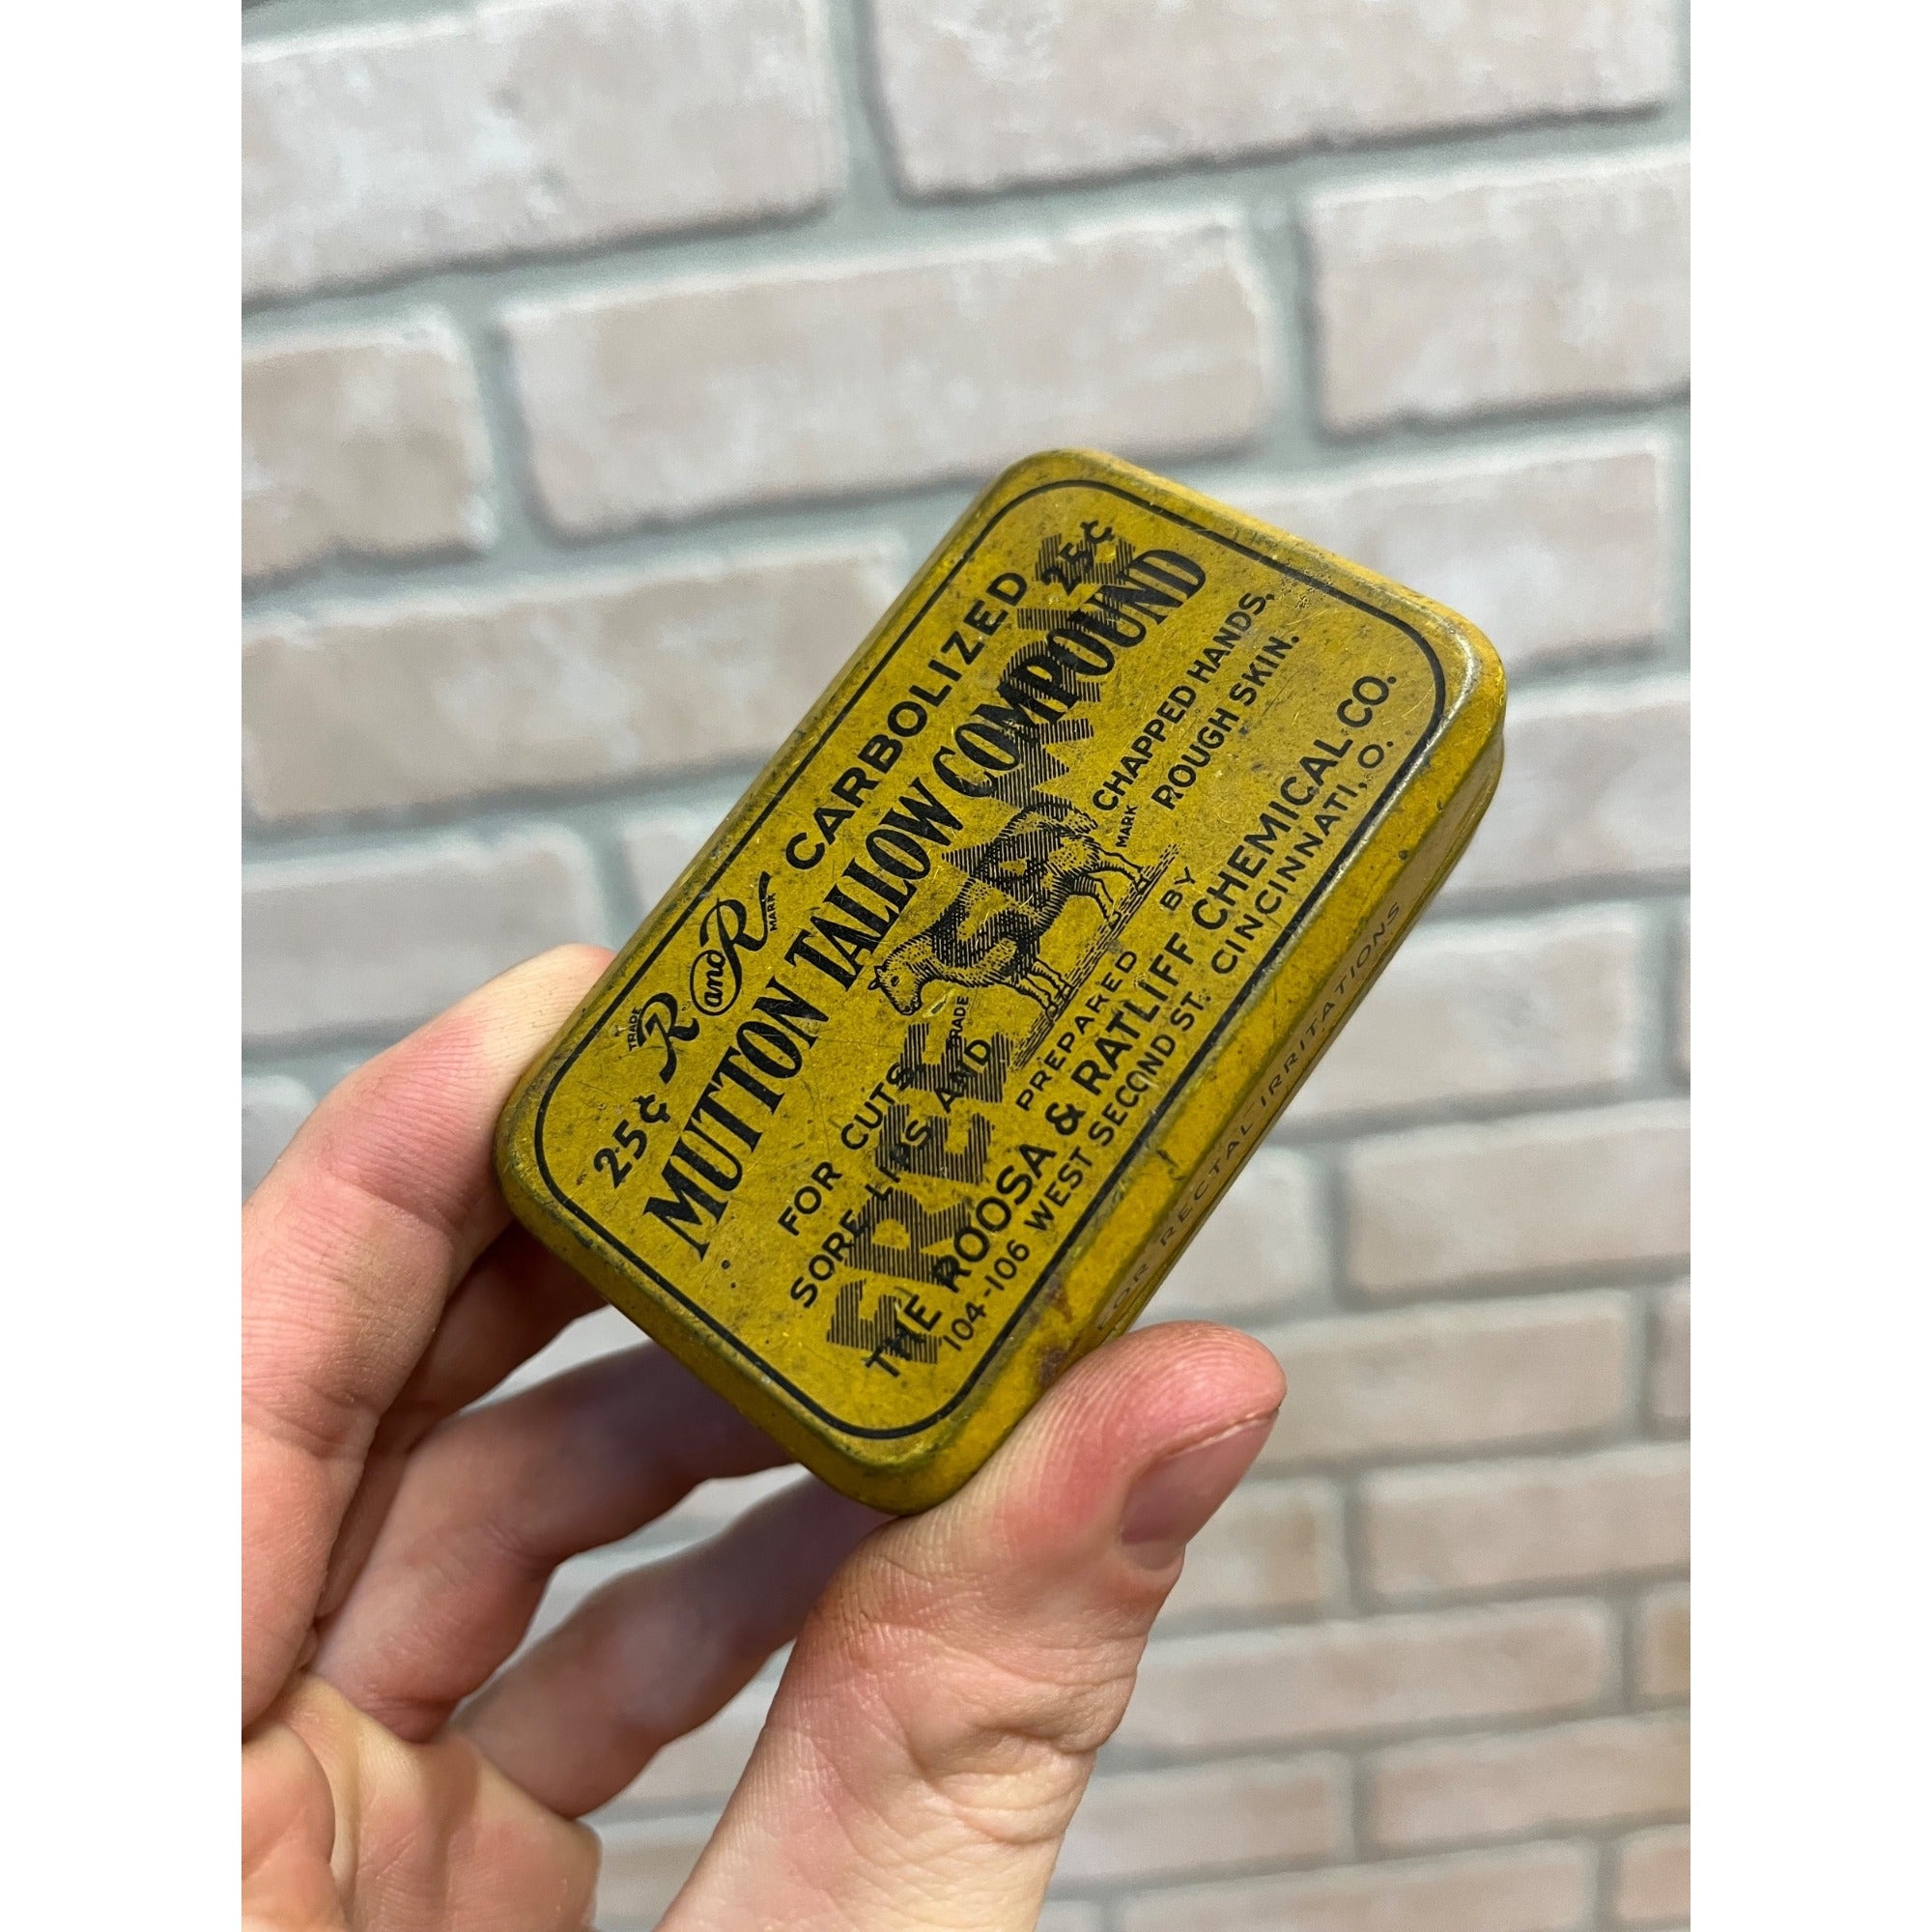 25¢ TRADE R and R MARK CARBOLIZED 25¢
MUTTON TALLOW COMPOUND
FOR CUTS, CHAPPED HANDS,
SORE LIPS AND TRADE MARK ROUGH SKIN.
FREE SAMPLE
PREPARED BY
THE ROOSA & RATLIFF CHEMICAL CO.
104-106 WEST SECOND ST. CINCINNATI, O.
FOR RECTAL IRRITATIONS